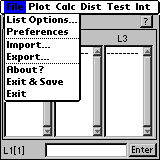 File Plot Calc Dist Test Int
List Options...
Preferences
Import...
Export...
About?
Exit & Save
Exit
?
L3
L1[1]
Enter